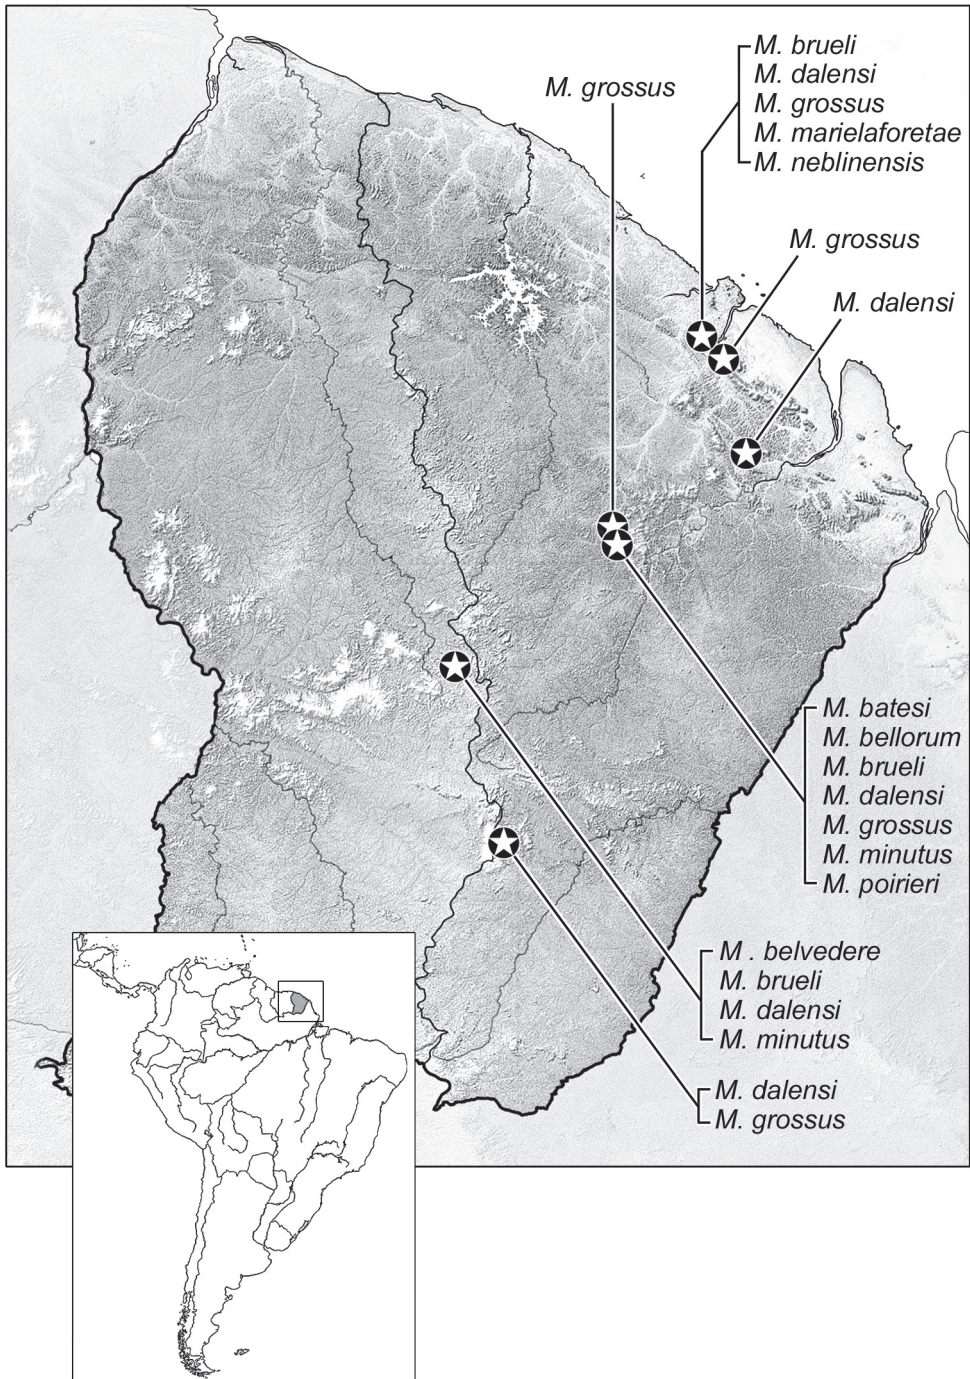 M. brueli
M. dalensi
M. grossus
M. marielaforetae
M. neblinensis
M. grossus
M. grossus
M. dalensi
M. batesi
M. bellorum
M. brueli
M. dalensi
M. grossus
M. minutus
M. poirieri
M . belvedere
M. brueli
M. dalensi
M. minutus
M. dalensi
M. grossus